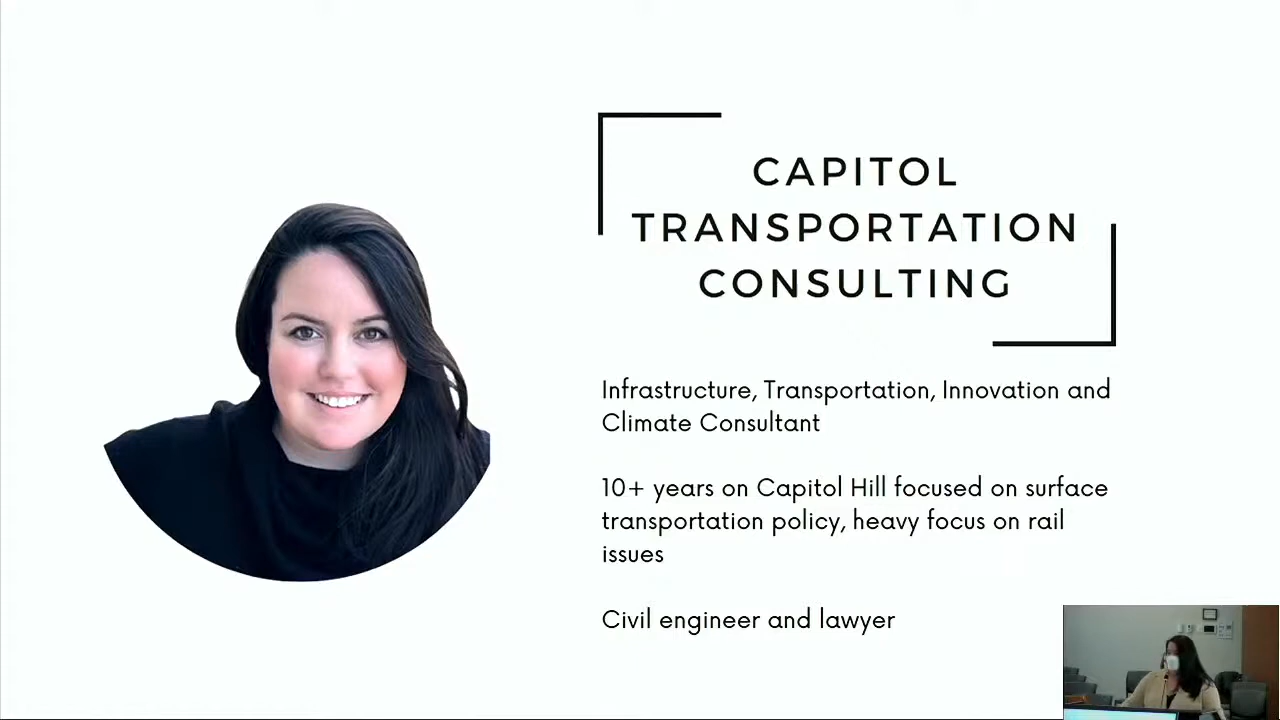 CAPITOL
TRANSPORTATION
CONSULTING
Infrastructure, Transportation, Innovation and
Climate Consultant
10+ years on Capitol Hill focused on surface
transportation policy, heavy focus on rail
issues
Civil engineer and lawyer